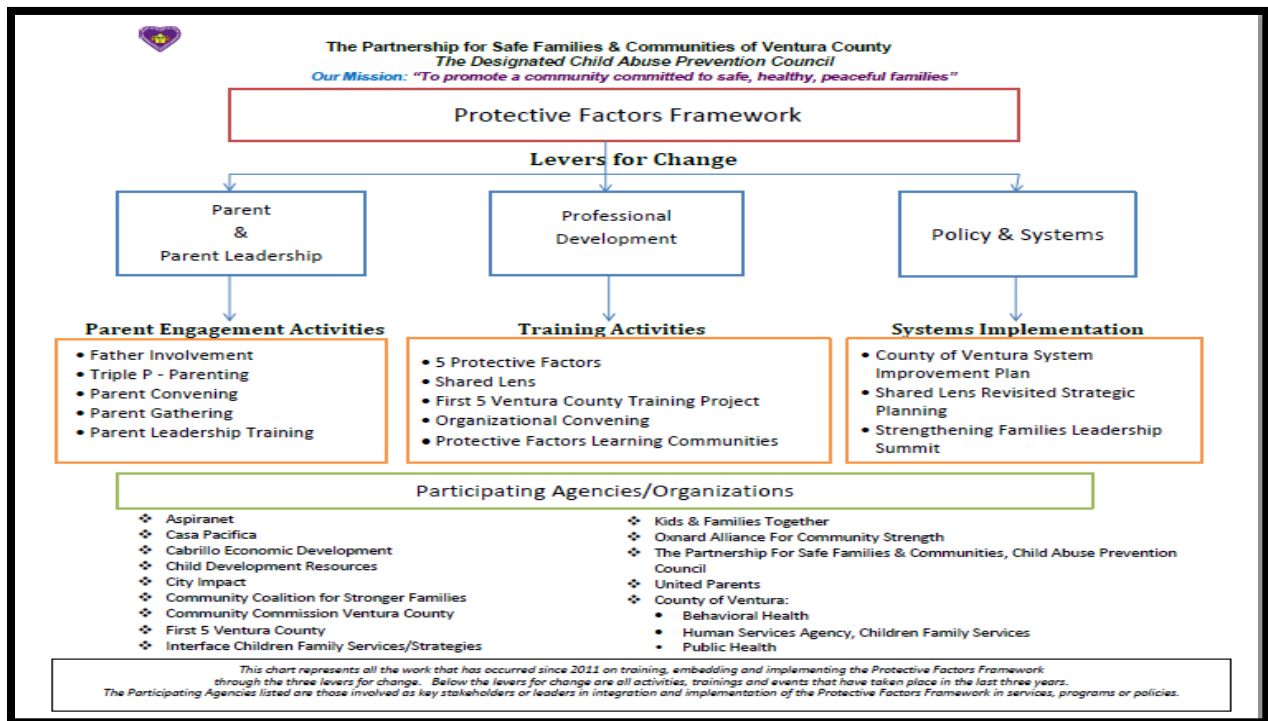 The Partnership for Safe Families & Communities of Ventura County
The Designated Child Abuse Prevention Council
Our Mission: “To promote a community committed to safe, healthy, peaceful families”
Protective Factors Framework
Levers for Change
Parent
&
Parent Leadership
Professional
Development
Policy & Systems
Parent Engagement Activities
• Father Involvement
• Triple P - Parenting
• Parent Convening
• Parent Gathering
• Parent Leadership Training
Training Activities
• 5 Protective Factors
• Shared Lens
• First 5 Ventura County Training Project
• Organizational Convening
• Protective Factors Learning Communities
Systems Implementation
• County of Ventura System
Improvement Plan
• Shared Lens Revisited Strategic
Planning
• Strengthening Families Leadership
Summit
Participating Agencies/Organizations
❖ Aspiranet
❖ Casa Pacifica
❖ Cabrillo Economic Development
❖ Child Development Resources
❖ City Impact
❖ Community Coalition for Stronger Families
❖ Community Commission Ventura County
❖ First 5 Ventura County
❖ Interface Children Family Services/Strategies
❖ Kids & Families Together
❖ Oxnard Alliance For Community Strength
❖ The Partnership For Safe Families & Communities, Child Abuse Prevention
Council
❖ United Parents
❖ County of Ventura:
• Behavioral Health
• Human Services Agency, Children Family Services
• Public Health
This chart represents all the work that has occurred since 2011 on training, embedding and implementing the Protective Factors Framework
through the three levers for change. Below the levers for change are all activities, trainings and events that have taken place in the last three years.
The Participating Agencies listed are those involved as key stakeholders or leaders in integration and implementation of the Protective Factors Framework in services, programs or policies.